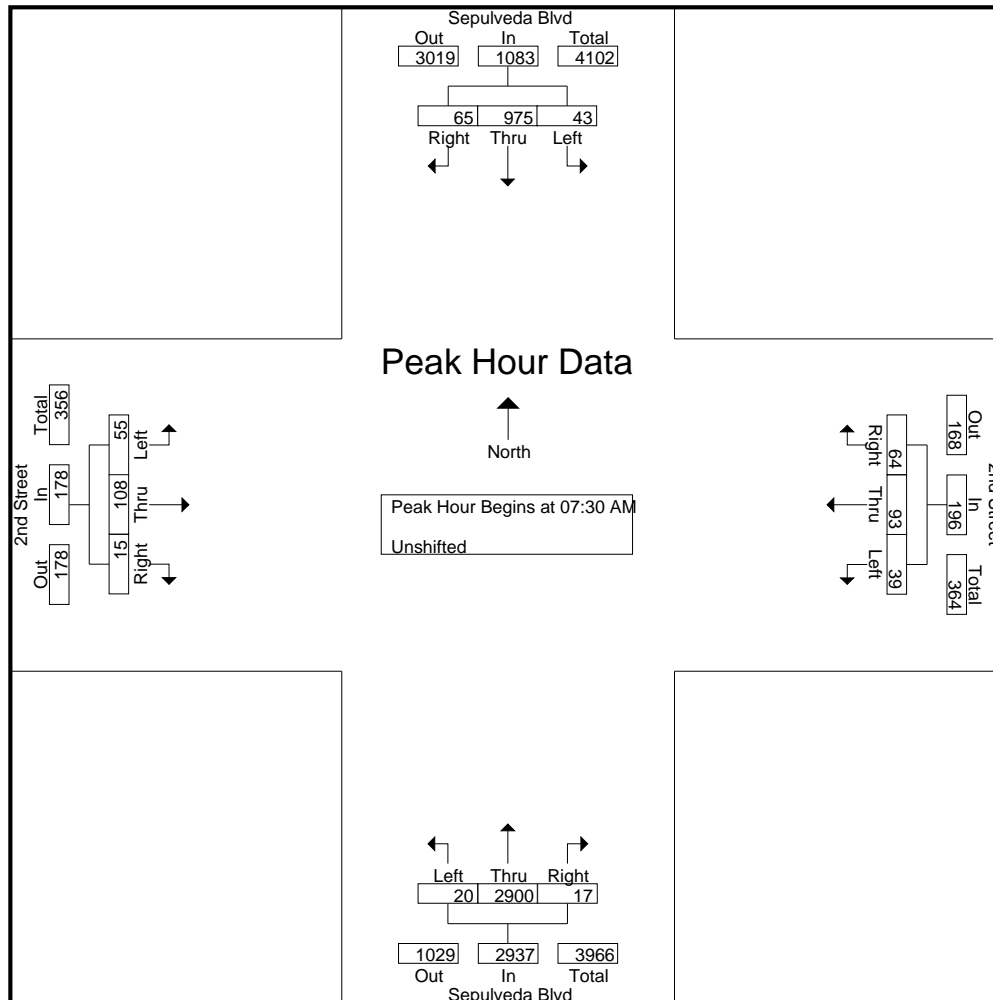 Sepulveda Blvd
Out In Total
3019 1083 4102
65 975 43
Right Thru Left
Peak Hour Data
North
Peak Hour Begins at 07:30 AM
Unshifted
2nd Street
Total In Out
356 178 178
55 108 15
Left Thru Right
2nd Street
Out In Total
168 196 364
64 93 39
Right Thru Left
Left Thru Right
20 2900 17
1029 2937 3966
Out In Total
Sepulveda Blvd